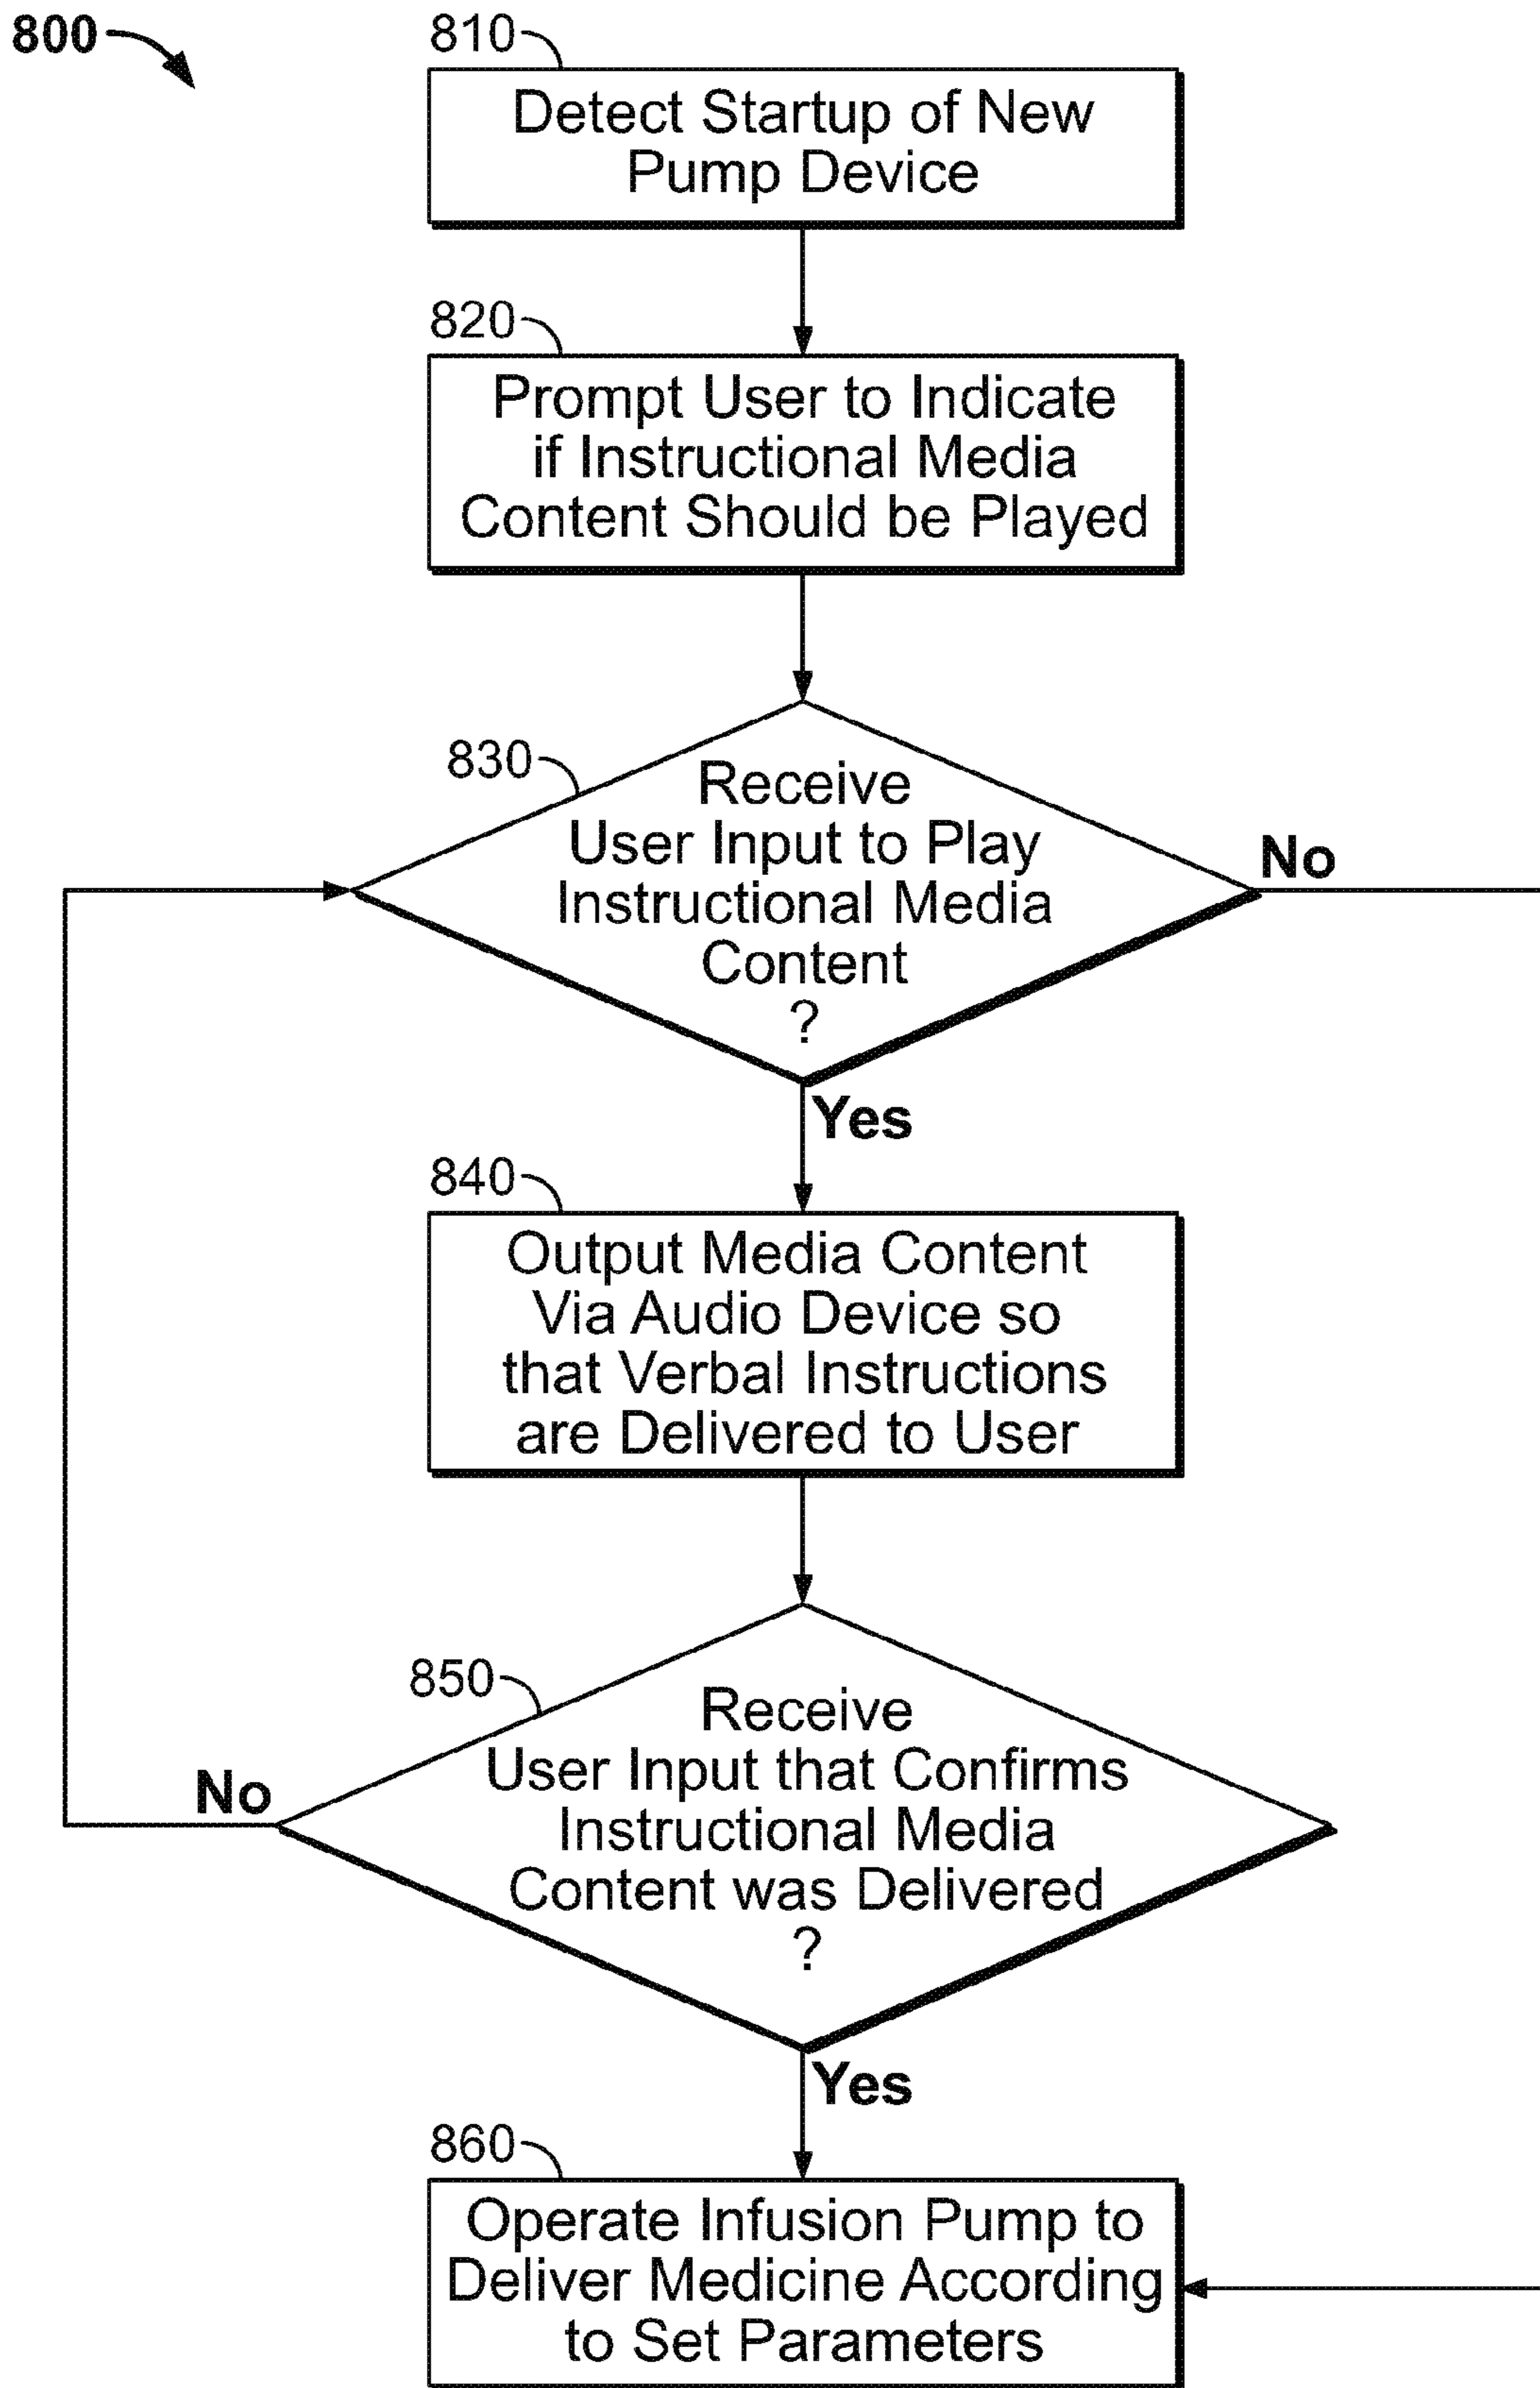 800
810
Detect Startup of New
Pump Device
820
Prompt User to Indicate
if Instructional Media
Content Should be Played
830
Receive
User Input to Play
Instructional Media
Content
?
No
Yes
840
Output Media Content
Via Audio Device so
that Verbal Instructions
are Delivered to User
850
Receive
User Input that Confirms
Instructional Media
Content was Delivered
?
No
Yes
860
Operate Infusion Pump to
Deliver Medicine According
to Set Parameters